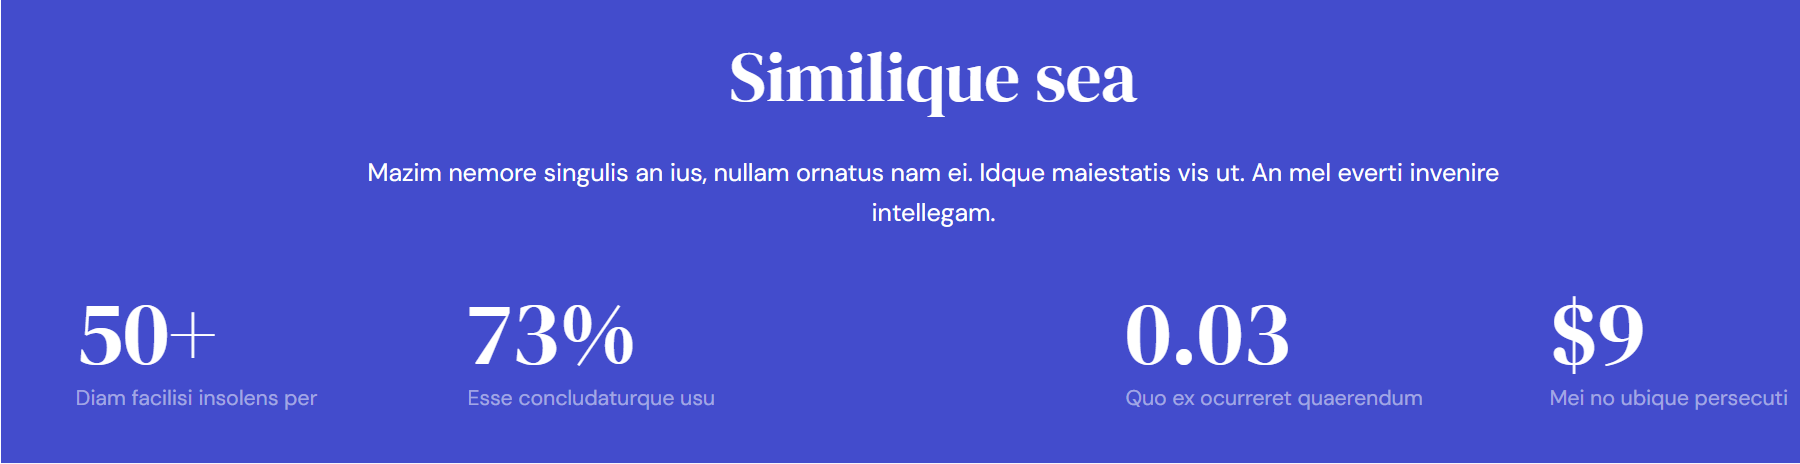 Similique sea
Mazim nemore singulis an ius, nullam ornatus nam ei. Idque maiestatis vis ut. An mel everti invenire
intellegam.
50+
Diam facilisi insolens per
73%
Esse concludaturque usu
0.03
Quo ex ocurreret quaerendum
$9
Mei no ubique persecuti